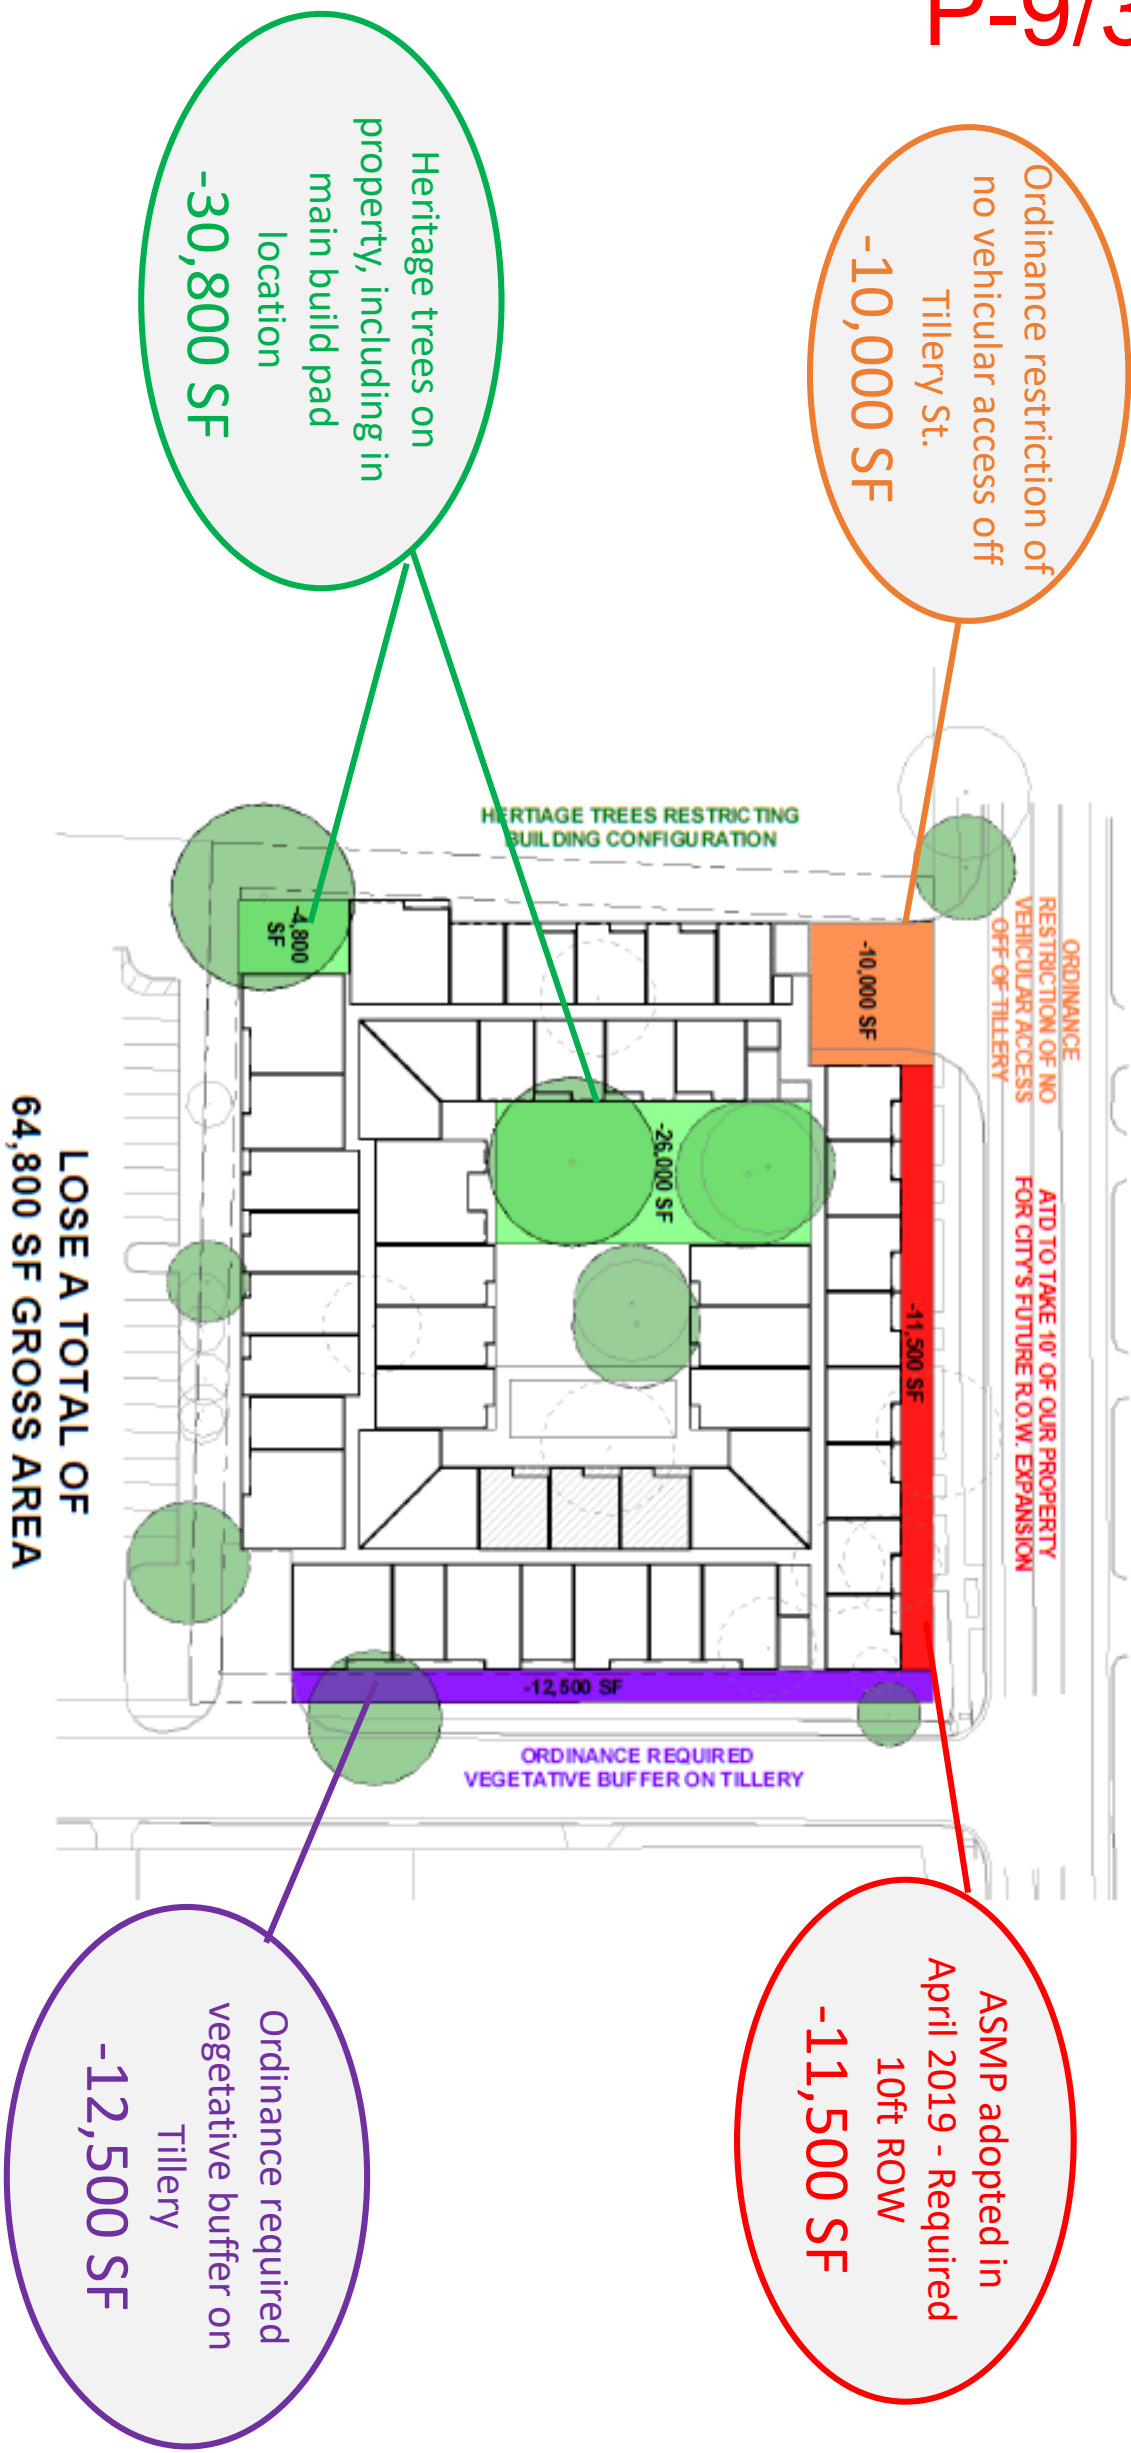 P-9/3
Ordinance restriction of
no vehicular access off
Tillery St.
-10,000 SF
Heritage trees on
property, including in
main build pad
location
-30,800 SF
ORDINANCE
RESTRICTION OF NO
VEHICULAR ACCESS
OFF OF TILLERY
ATD TO TAKE 10' OF OUR PROPERTY
FOR CITY'S FUTURE R.O.W. EXPANSION
HERTIAGE TREES RESTRICTING
BUILDING CONFIGURATION
-10,000 SF
-11,500 SF
-4,800
SF
-26,000 SF
-12,500 SF
ORDINANCE REQUIRED
VEGETATIVE BUFFER ON TILLERY
LOSE A TOTAL OF
64,800 SF GROSS AREA
ASMP adopted in
April 2019 - Required
10ft ROW
-11,500 SF
Ordinance required
vegetative buffer on
Tillery
-12,500 SF